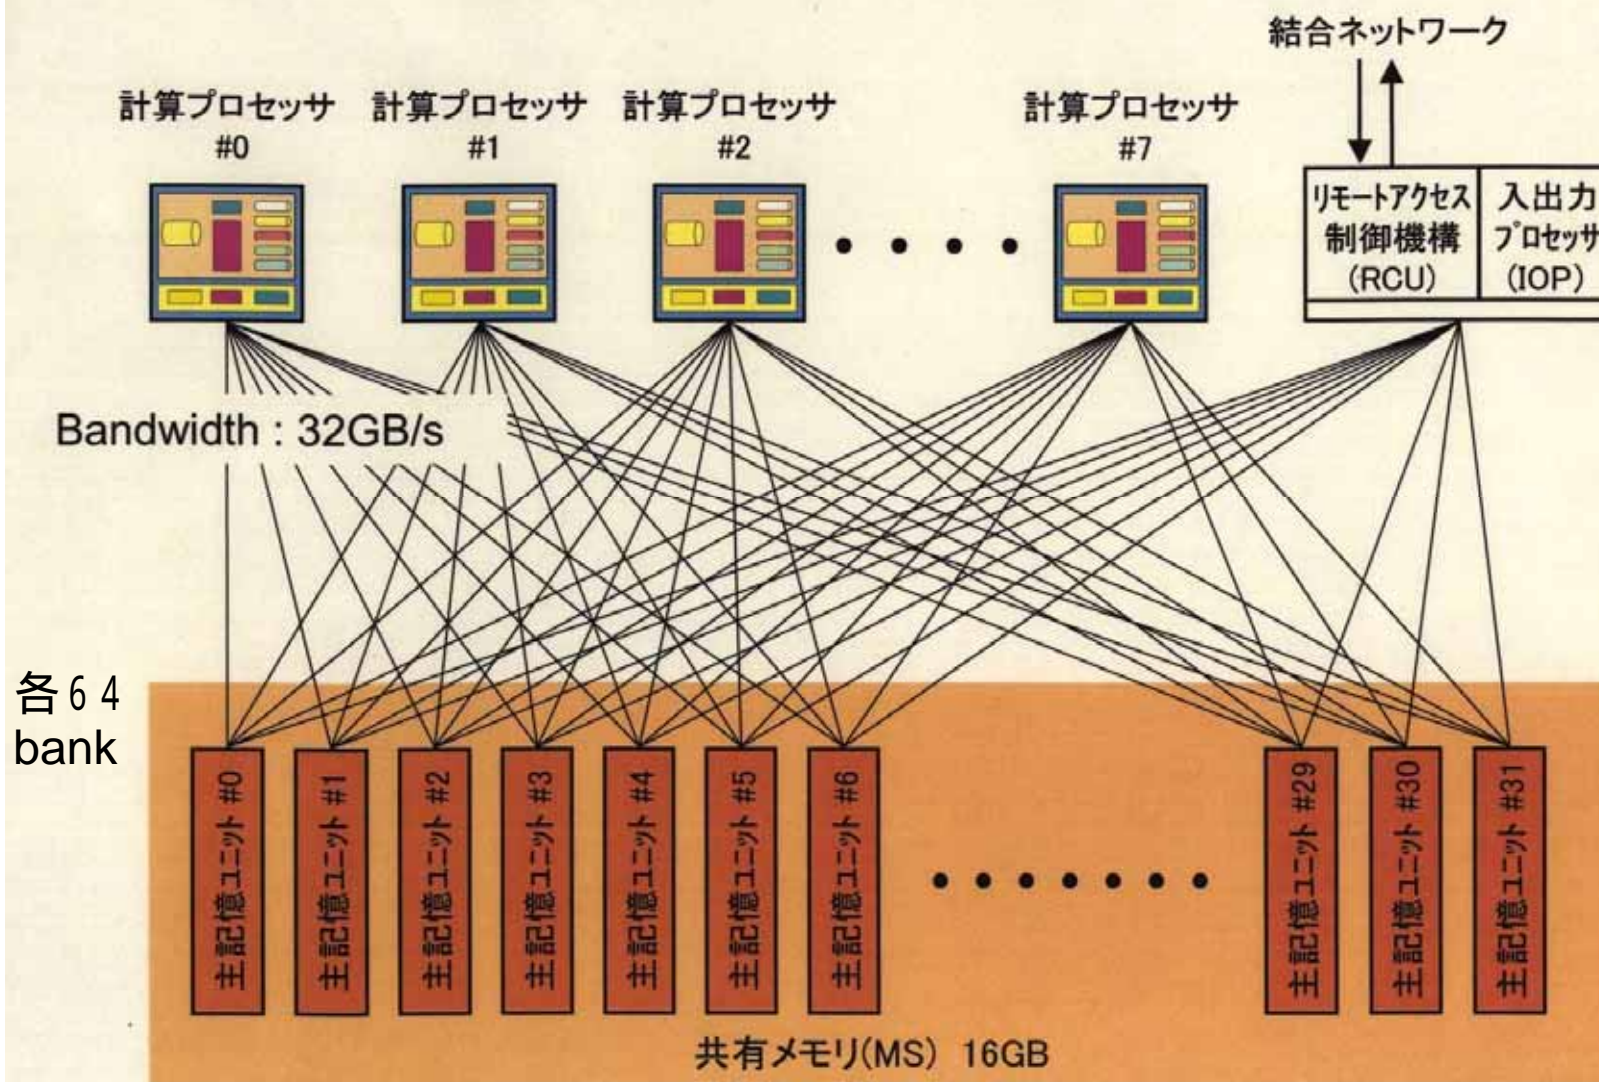 結合ネットワーク
計算プロセッサ
#0
計算プロセッサ
#1
計算プロセッサ
#2
計算プロセッサ
#7
リモートアクセス
制御機構
(RCU)
入出力
プロセッサ
(IOP)
Bandwidth : 32GB/s
各64
bank
主記憶ユニット #0
主記憶ユニット #1
主記憶ユニット #2
主記憶ユニット #3
主記憶ユニット #4
主記憶ユニット #5
主記憶ユニット #6
主記憶ユニット #29
主記憶ユニット #30
主記憶ユニット #31
共有メモリ(MS) 16GB